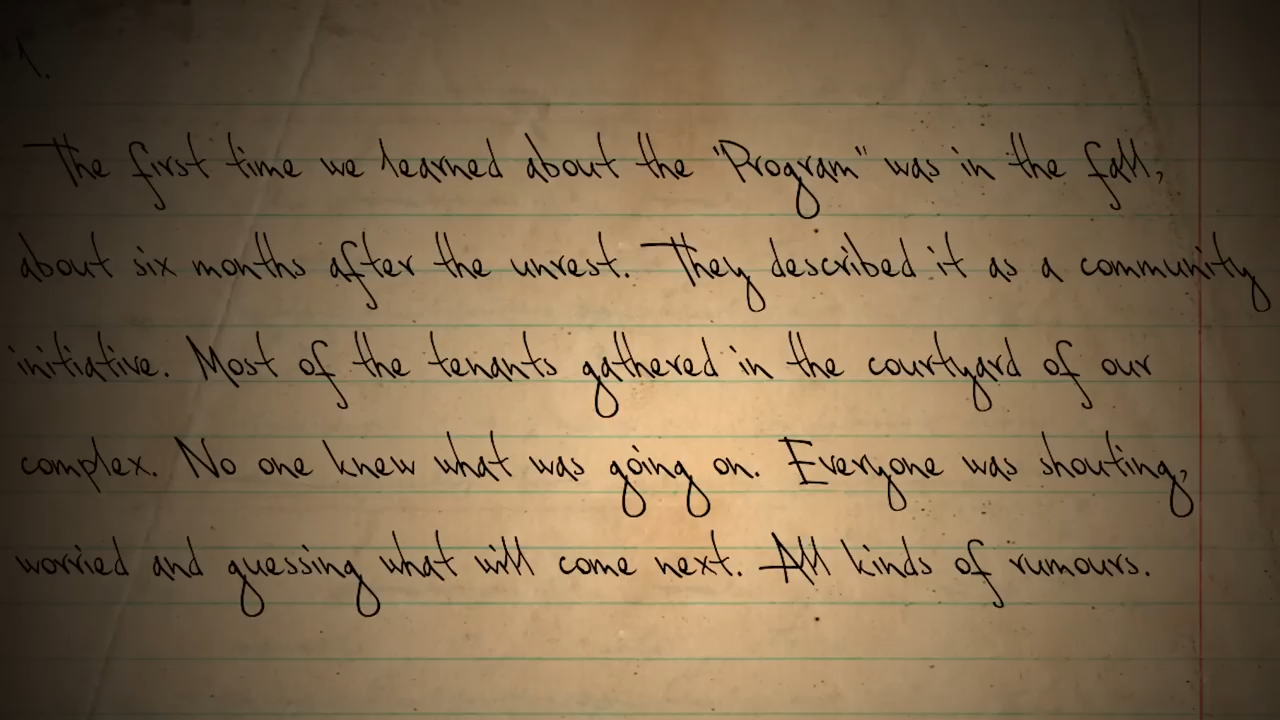 1.
The first time we learned about the "Program" was in the fall,
about six months after the unrest. They described it as a community
initiative. Most of the tenants gathered in the courtyard of our
complex. No one knew what was going on. Everyone was shouting,
worried and guessing what will come next. All kinds of rumours.